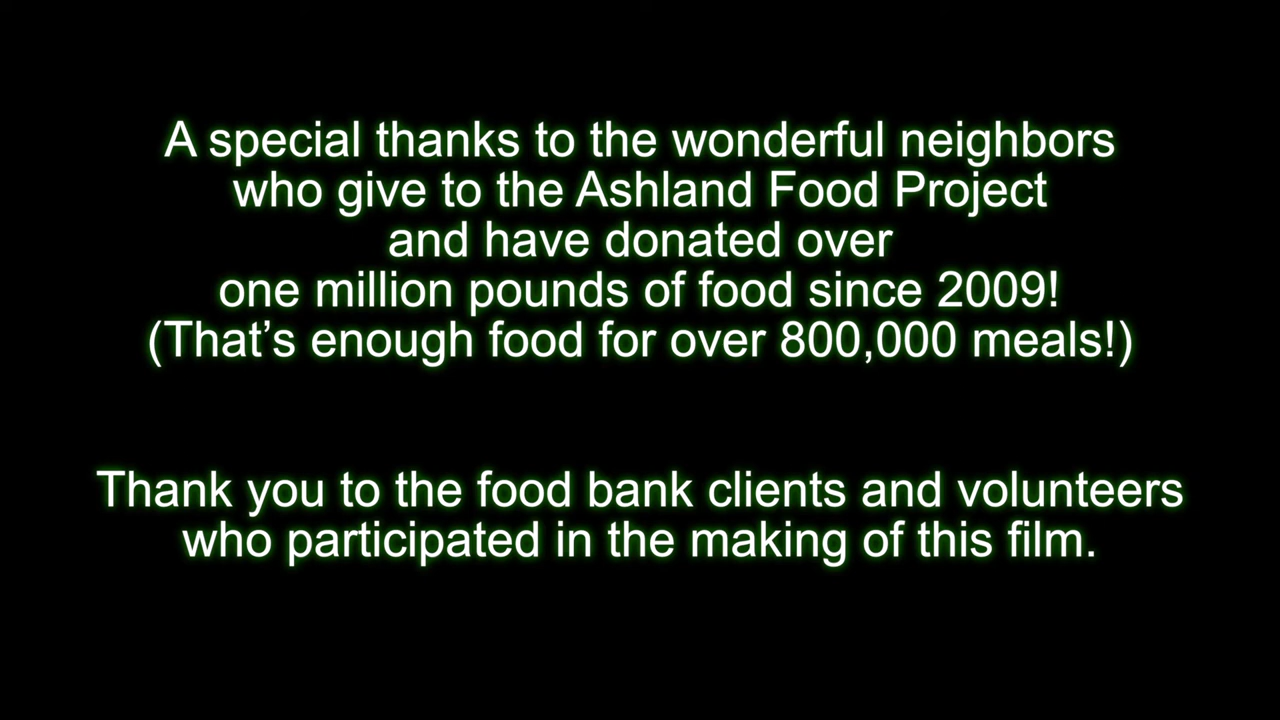 A special thanks to the wonderful neighbors
who give to the Ashland Food Project
and have donated over
one million pounds of food since 2009!
(That’s enough food for over 800,000 meals!)
Thank you to the food bank clients and volunteers
who participated in the making of this film.